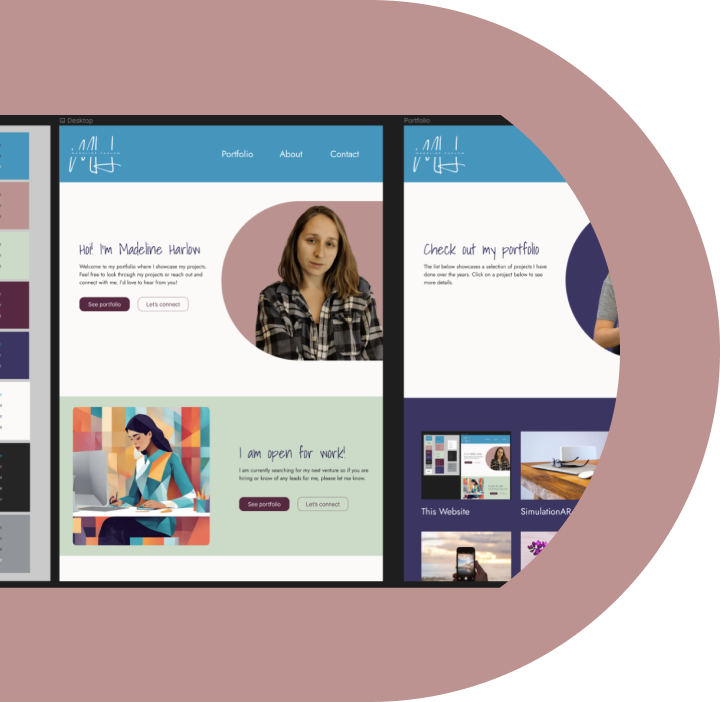 Desktop
Portfolio
Portfolio
About
Contact
Hoi! I'm Madeline Harlow
Welcome to my portfolio where I showcase my projects.
Feel free to look through my projects or reach out and
connect with me, I'd love to hear from you!
See portfolio
Let's connect
Check out my portfolio
The list below showcases a selection of projects I have
done over the years. Click on a project below to see
more details.
I am open for work!
I am currently searching for my next venture so if you are
hiring or know of any leads for me, please let me know.
See portfolio
Let's connect
This Website
SimulationAR